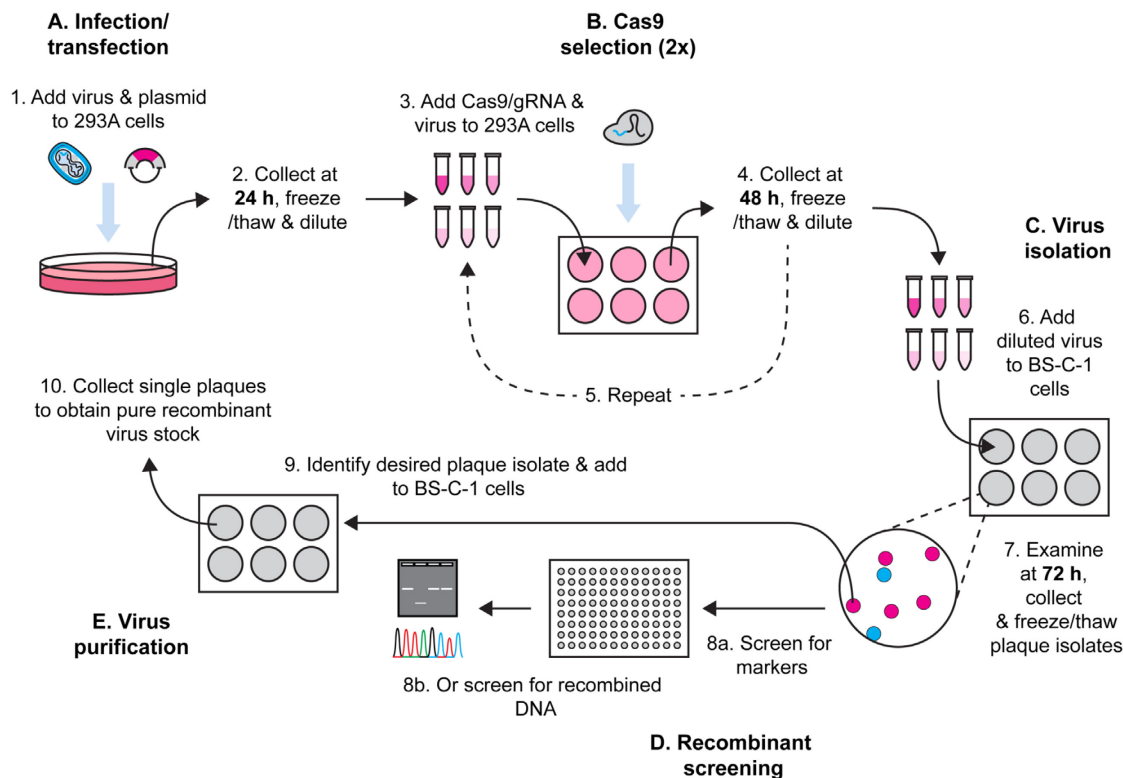 A. Infection/
transfection
1. Add virus & plasmid
to 293A cells
2. Collect at
24 h, freeze
/thaw & dilute
B. Cas9
selection (2x)
3. Add Cas9/gRNA &
virus to 293A cells
4. Collect at
48 h, freeze
/thaw & dilute
5. Repeat
C. Virus
isolation
6. Add
diluted virus
to BS-C-1
cells
7. Examine
at 72 h,
collect
& freeze/thaw
plaque isolates
8a. Screen for
markers
8b. Or screen for recombined
DNA
D. Recombinant
screening
9. Identify desired plaque isolate & add
to BS-C-1 cells
10. Collect single plaques
to obtain pure recombinant
virus stock
E. Virus
purification